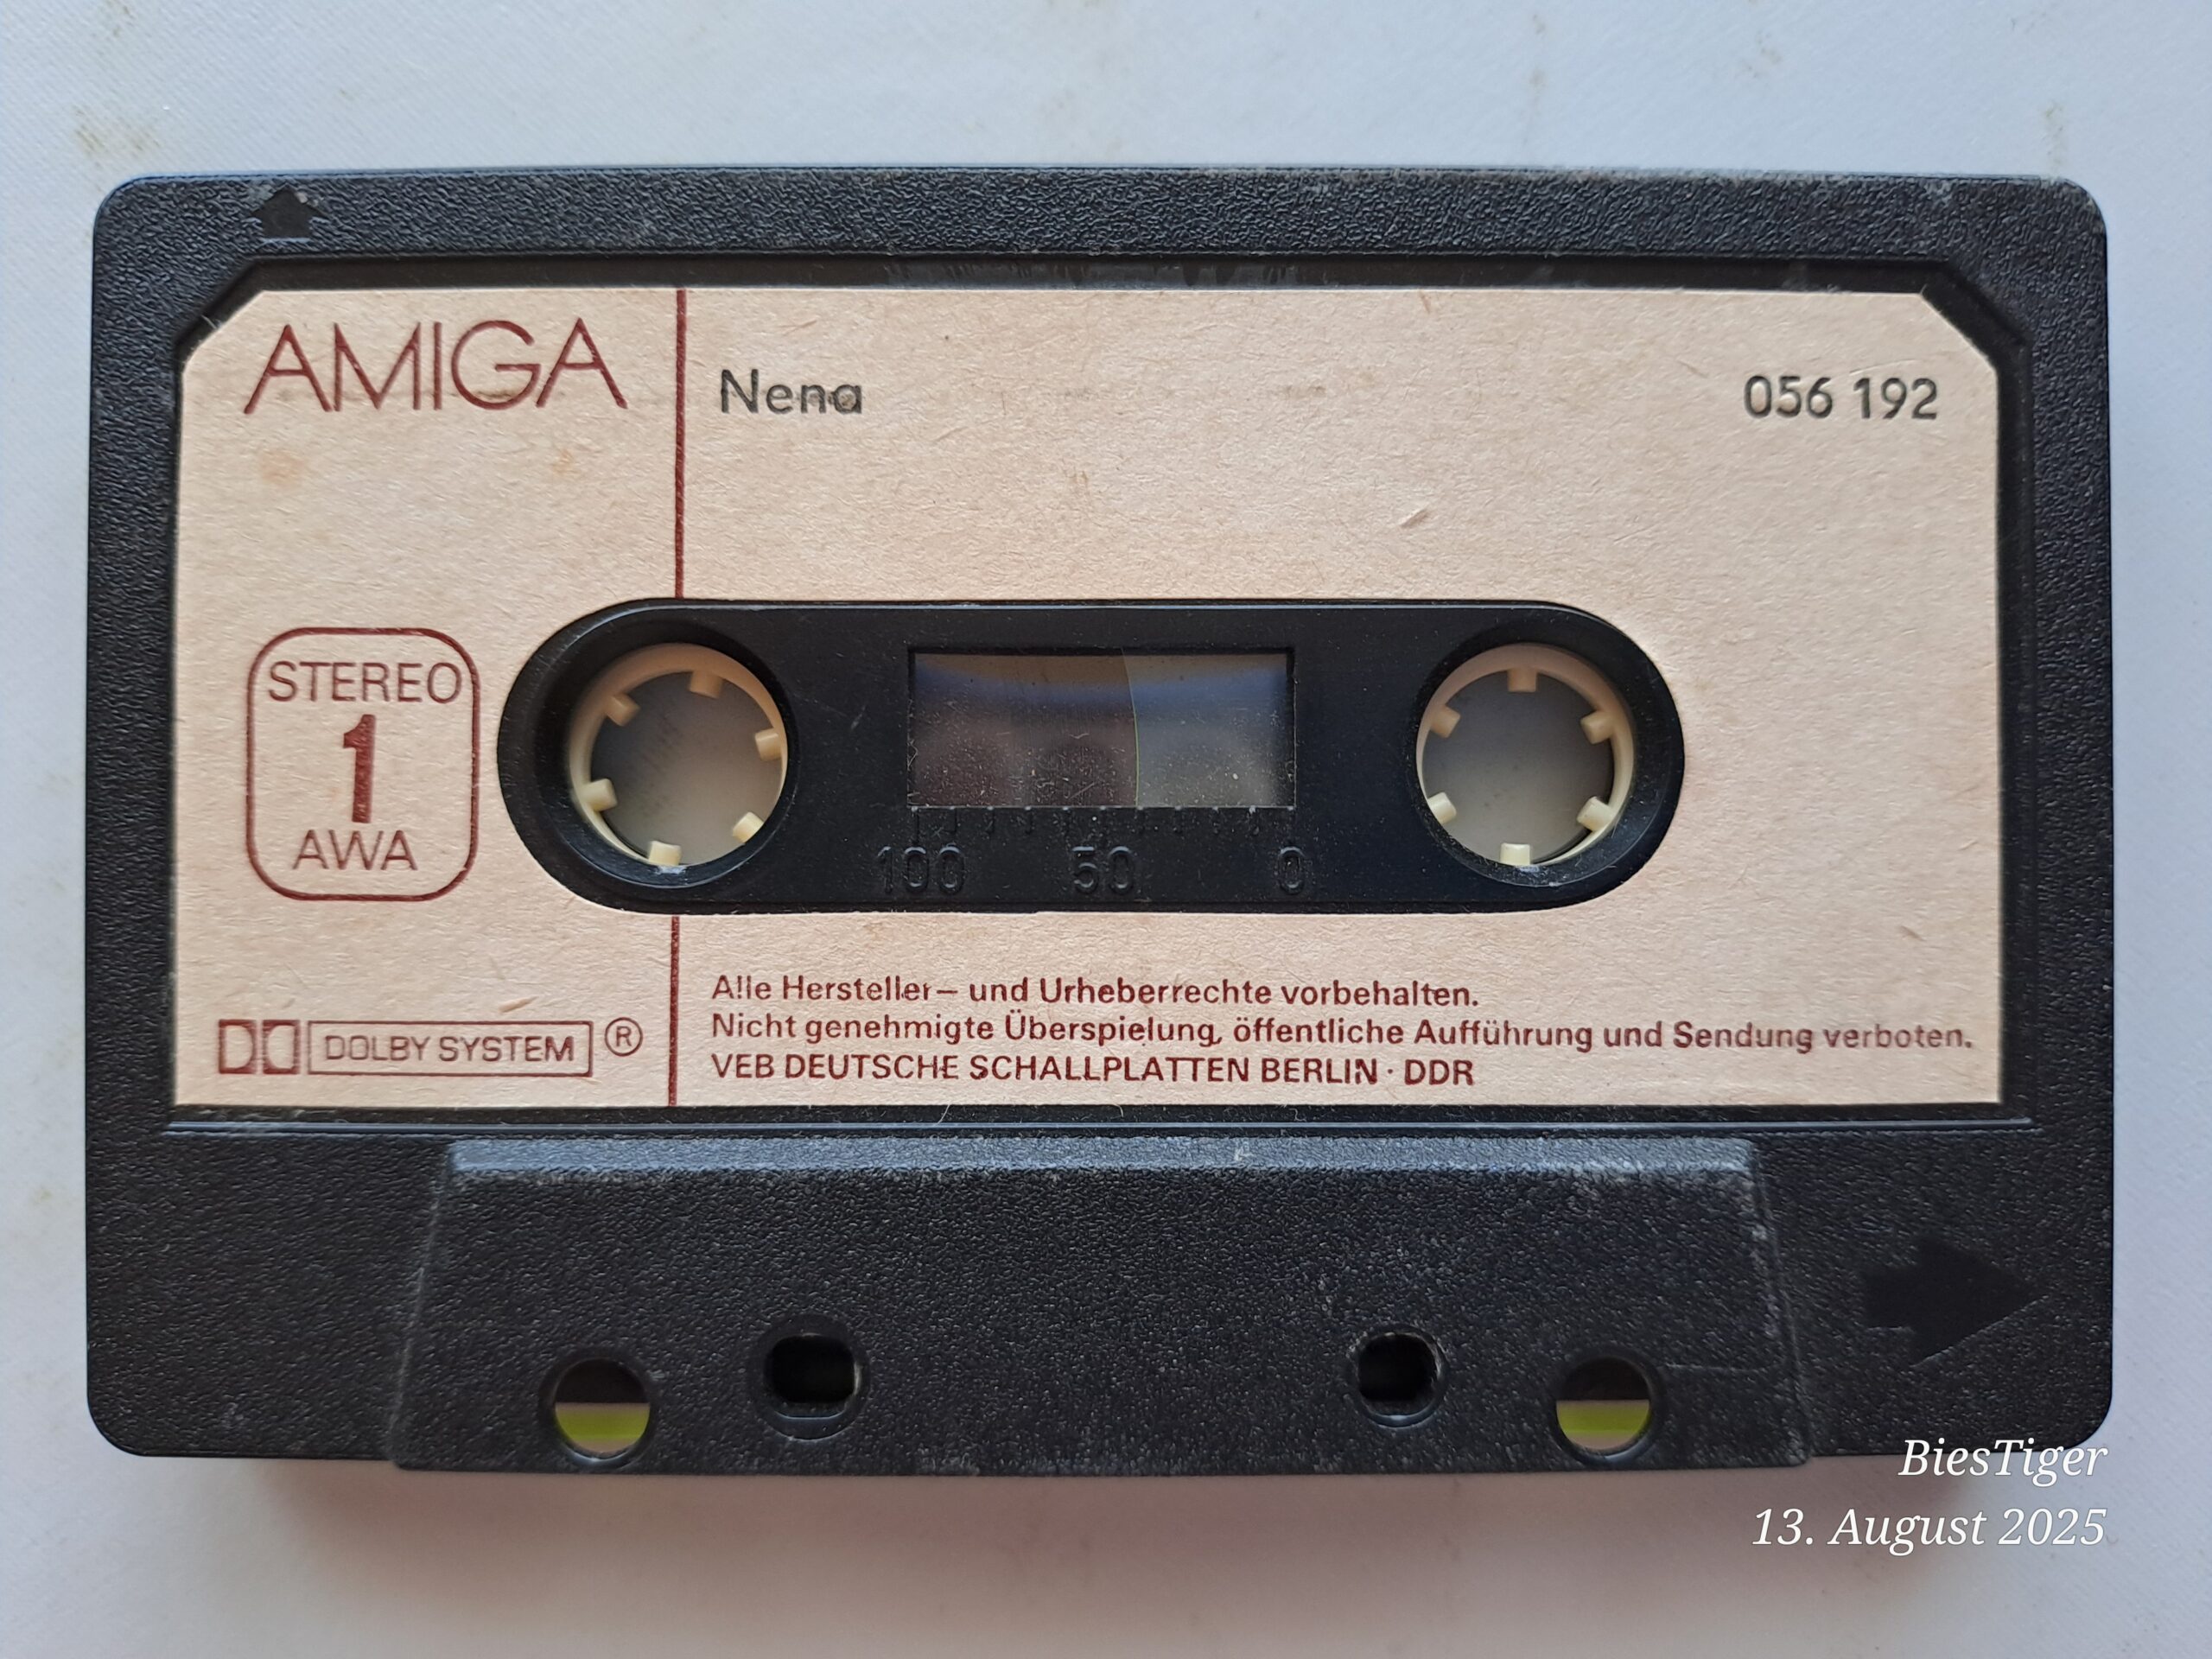 AMIGA
Nena
056 192
STEREO
1
AWA
100 50 0
DOLBY SYSTEM ®
Alle Hersteller– und Urheberrechte vorbehalten.
Nicht genehmigte Überspielung, öffentliche Aufführung und Sendung verboten.
VEB DEUTSCHE SCHALLPLATTEN BERLIN · DDR
BiesTiger
13. August 2025